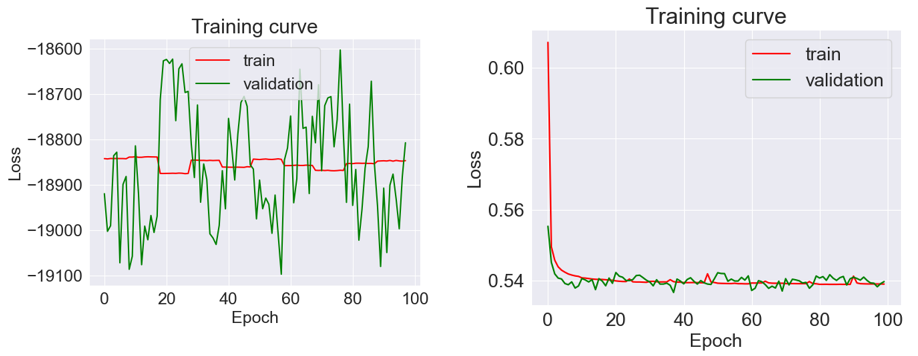 Training curve
Loss
−18600
−18700
−18800
−18900
−19000
−19100
train
validation
0
20
40
60
80
100
Epoch
Training curve
Loss
0.60
0.58
0.56
0.54
train
validation
0
20
40
60
80
100
Epoch